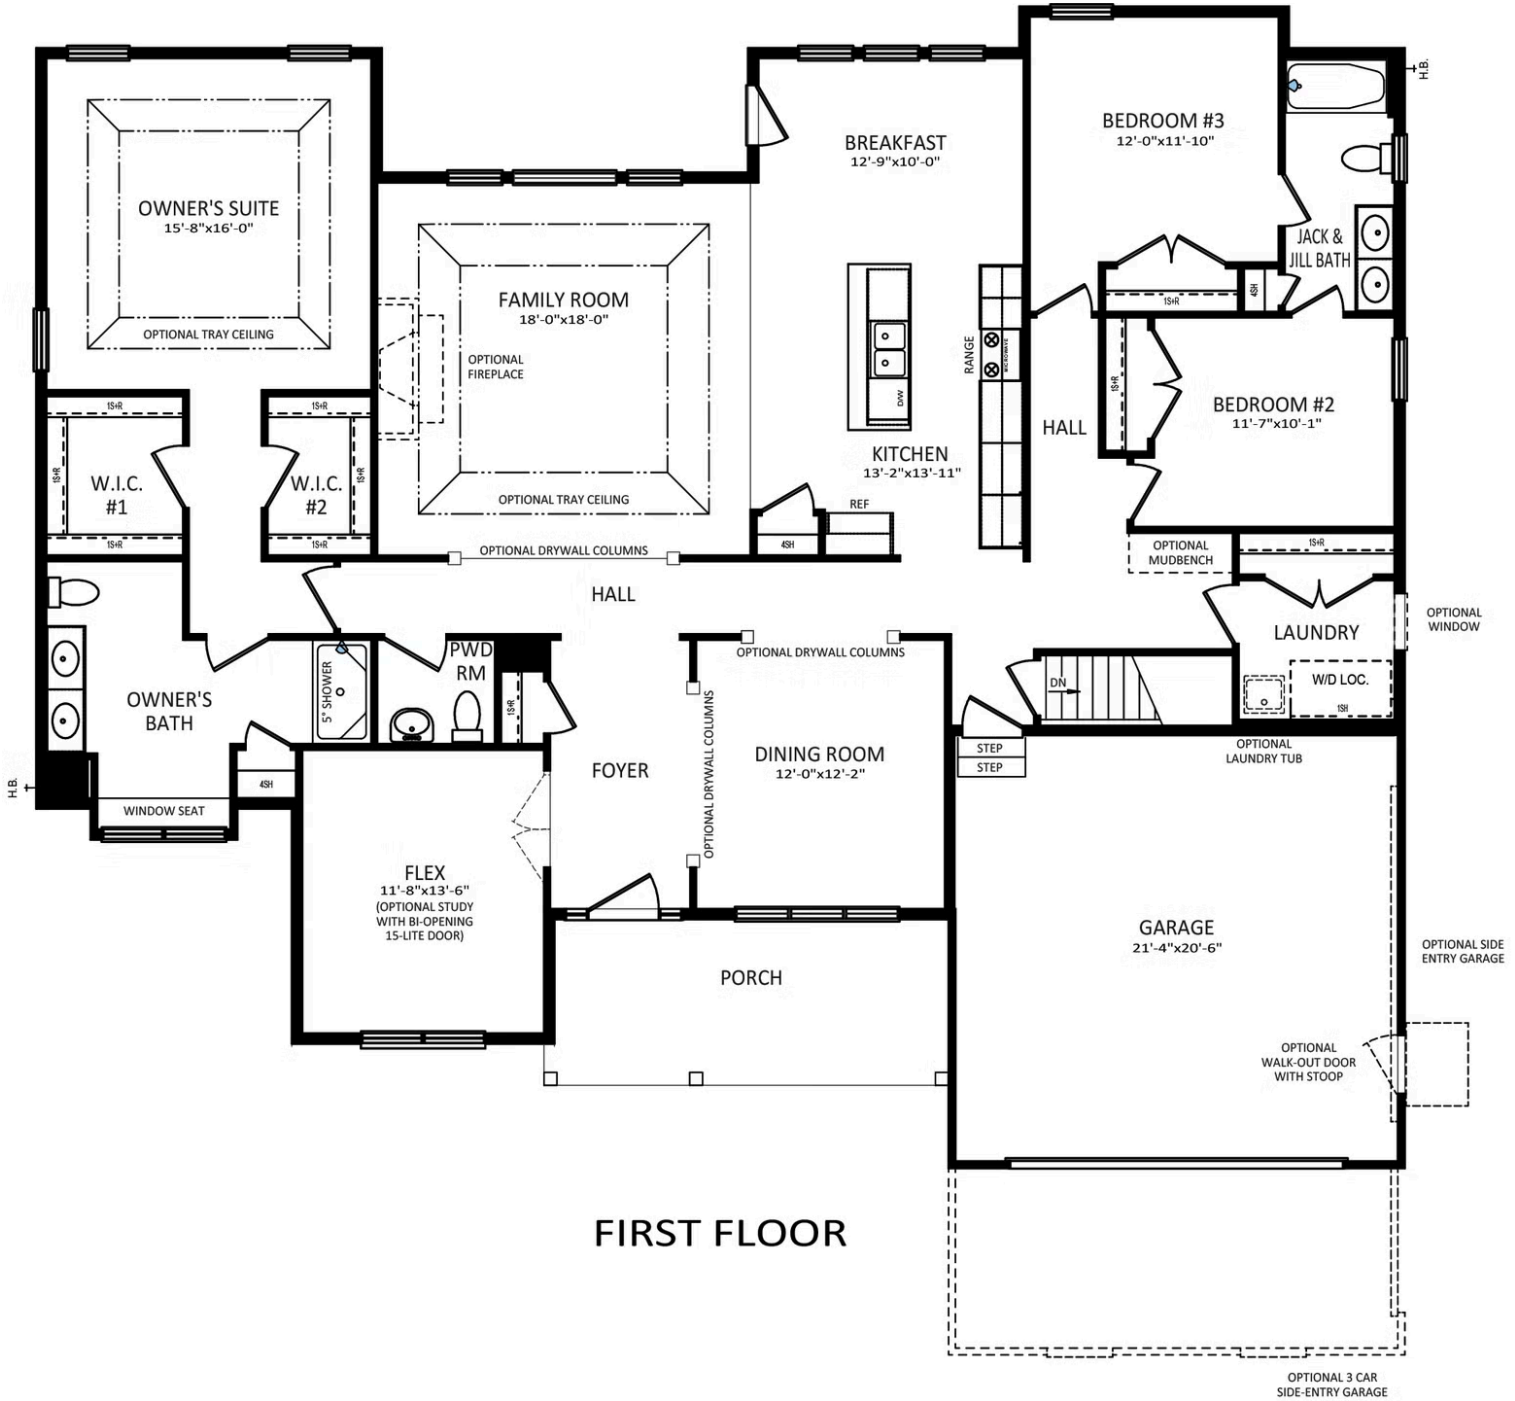 H.B.
BEDROOM #3
12'-0"x11'-10"
BREAKFAST
12'-9"x10'-0"
OWNER'S SUITE
15'-8"x16'-0"
JACK &
JILL BATH
4SH
1S+R
FAMILY ROOM
18'-0"x18'-0"
OPTIONAL TRAY CEILING
OPTIONAL
FIREPLACE
RANGE
MICROWAVE
D/W
1S+R
BEDROOM #2
11'-7"x10'-1"
HALL
1S+R
1S+R
KITCHEN
13'-2"x13'-11"
1S+R
W.I.C.
#1
W.I.C.
#2
1S+R
OPTIONAL TRAY CEILING
REF
4SH
1S+R
1S+R
OPTIONAL DRYWALL COLUMNS
OPTIONAL
MUDBENCH
1S+R
HALL
OPTIONAL
WINDOW
LAUNDRY
PWD
RM
OPTIONAL DRYWALL COLUMNS
DN
W/D LOC.
1SH
5" SHOWER
1S+R
OWNER'S
BATH
OPTIONAL DRYWALL COLUMNS
DINING ROOM
12'-0"x12'-2"
STEP
STEP
OPTIONAL
LAUNDRY TUB
FOYER
H.B.
4SH
WINDOW SEAT
FLEX
11'-8"x13'-6"
(OPTIONAL STUDY
WITH BI-OPENING
15-LITE DOOR)
GARAGE
21'-4"x20'-6"
OPTIONAL SIDE
ENTRY GARAGE
PORCH
OPTIONAL
WALK-OUT DOOR
WITH STOOP
FIRST FLOOR
OPTIONAL 3 CAR
SIDE-ENTRY GARAGE